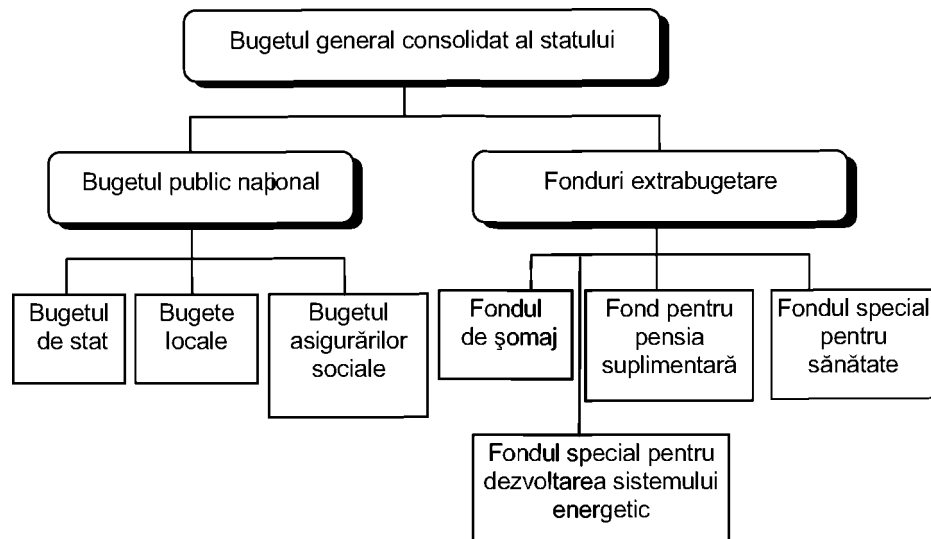 Bugetul general consolidat al statului
Bugetul public național
Fonduri extrabugetare
Bugetul
de stat
Bugete
locale
Bugetul
asigurărilor
sociale
Fondul
de şomaj
Fond pentru
pensia
suplimentară
Fondul special
pentru
sănătate
Fondul special pentru
dezvoltarea sistemului
energetic